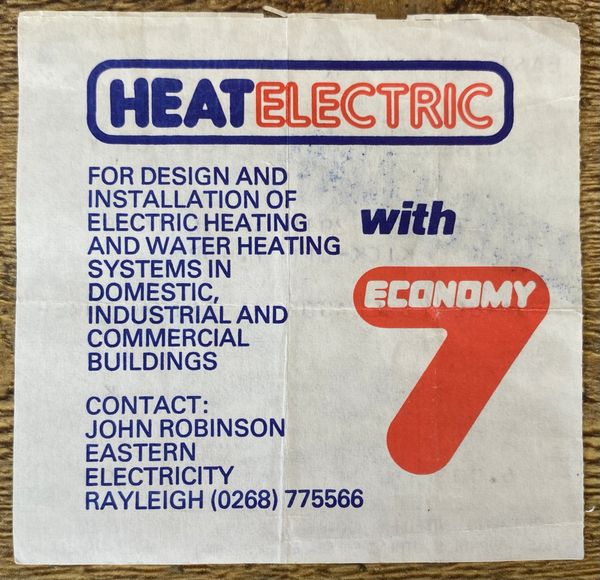 HEATELECTRIC
FOR DESIGN AND
INSTALLATION OF
ELECTRIC HEATING
AND WATER HEATING
SYSTEMS IN
DOMESTIC,
INDUSTRIAL AND
COMMERCIAL
BUILDINGS
with
ECONOMY
7
CONTACT:
JOHN ROBINSON
EASTERN
ELECTRICITY
RAYLEIGH (0268) 775566